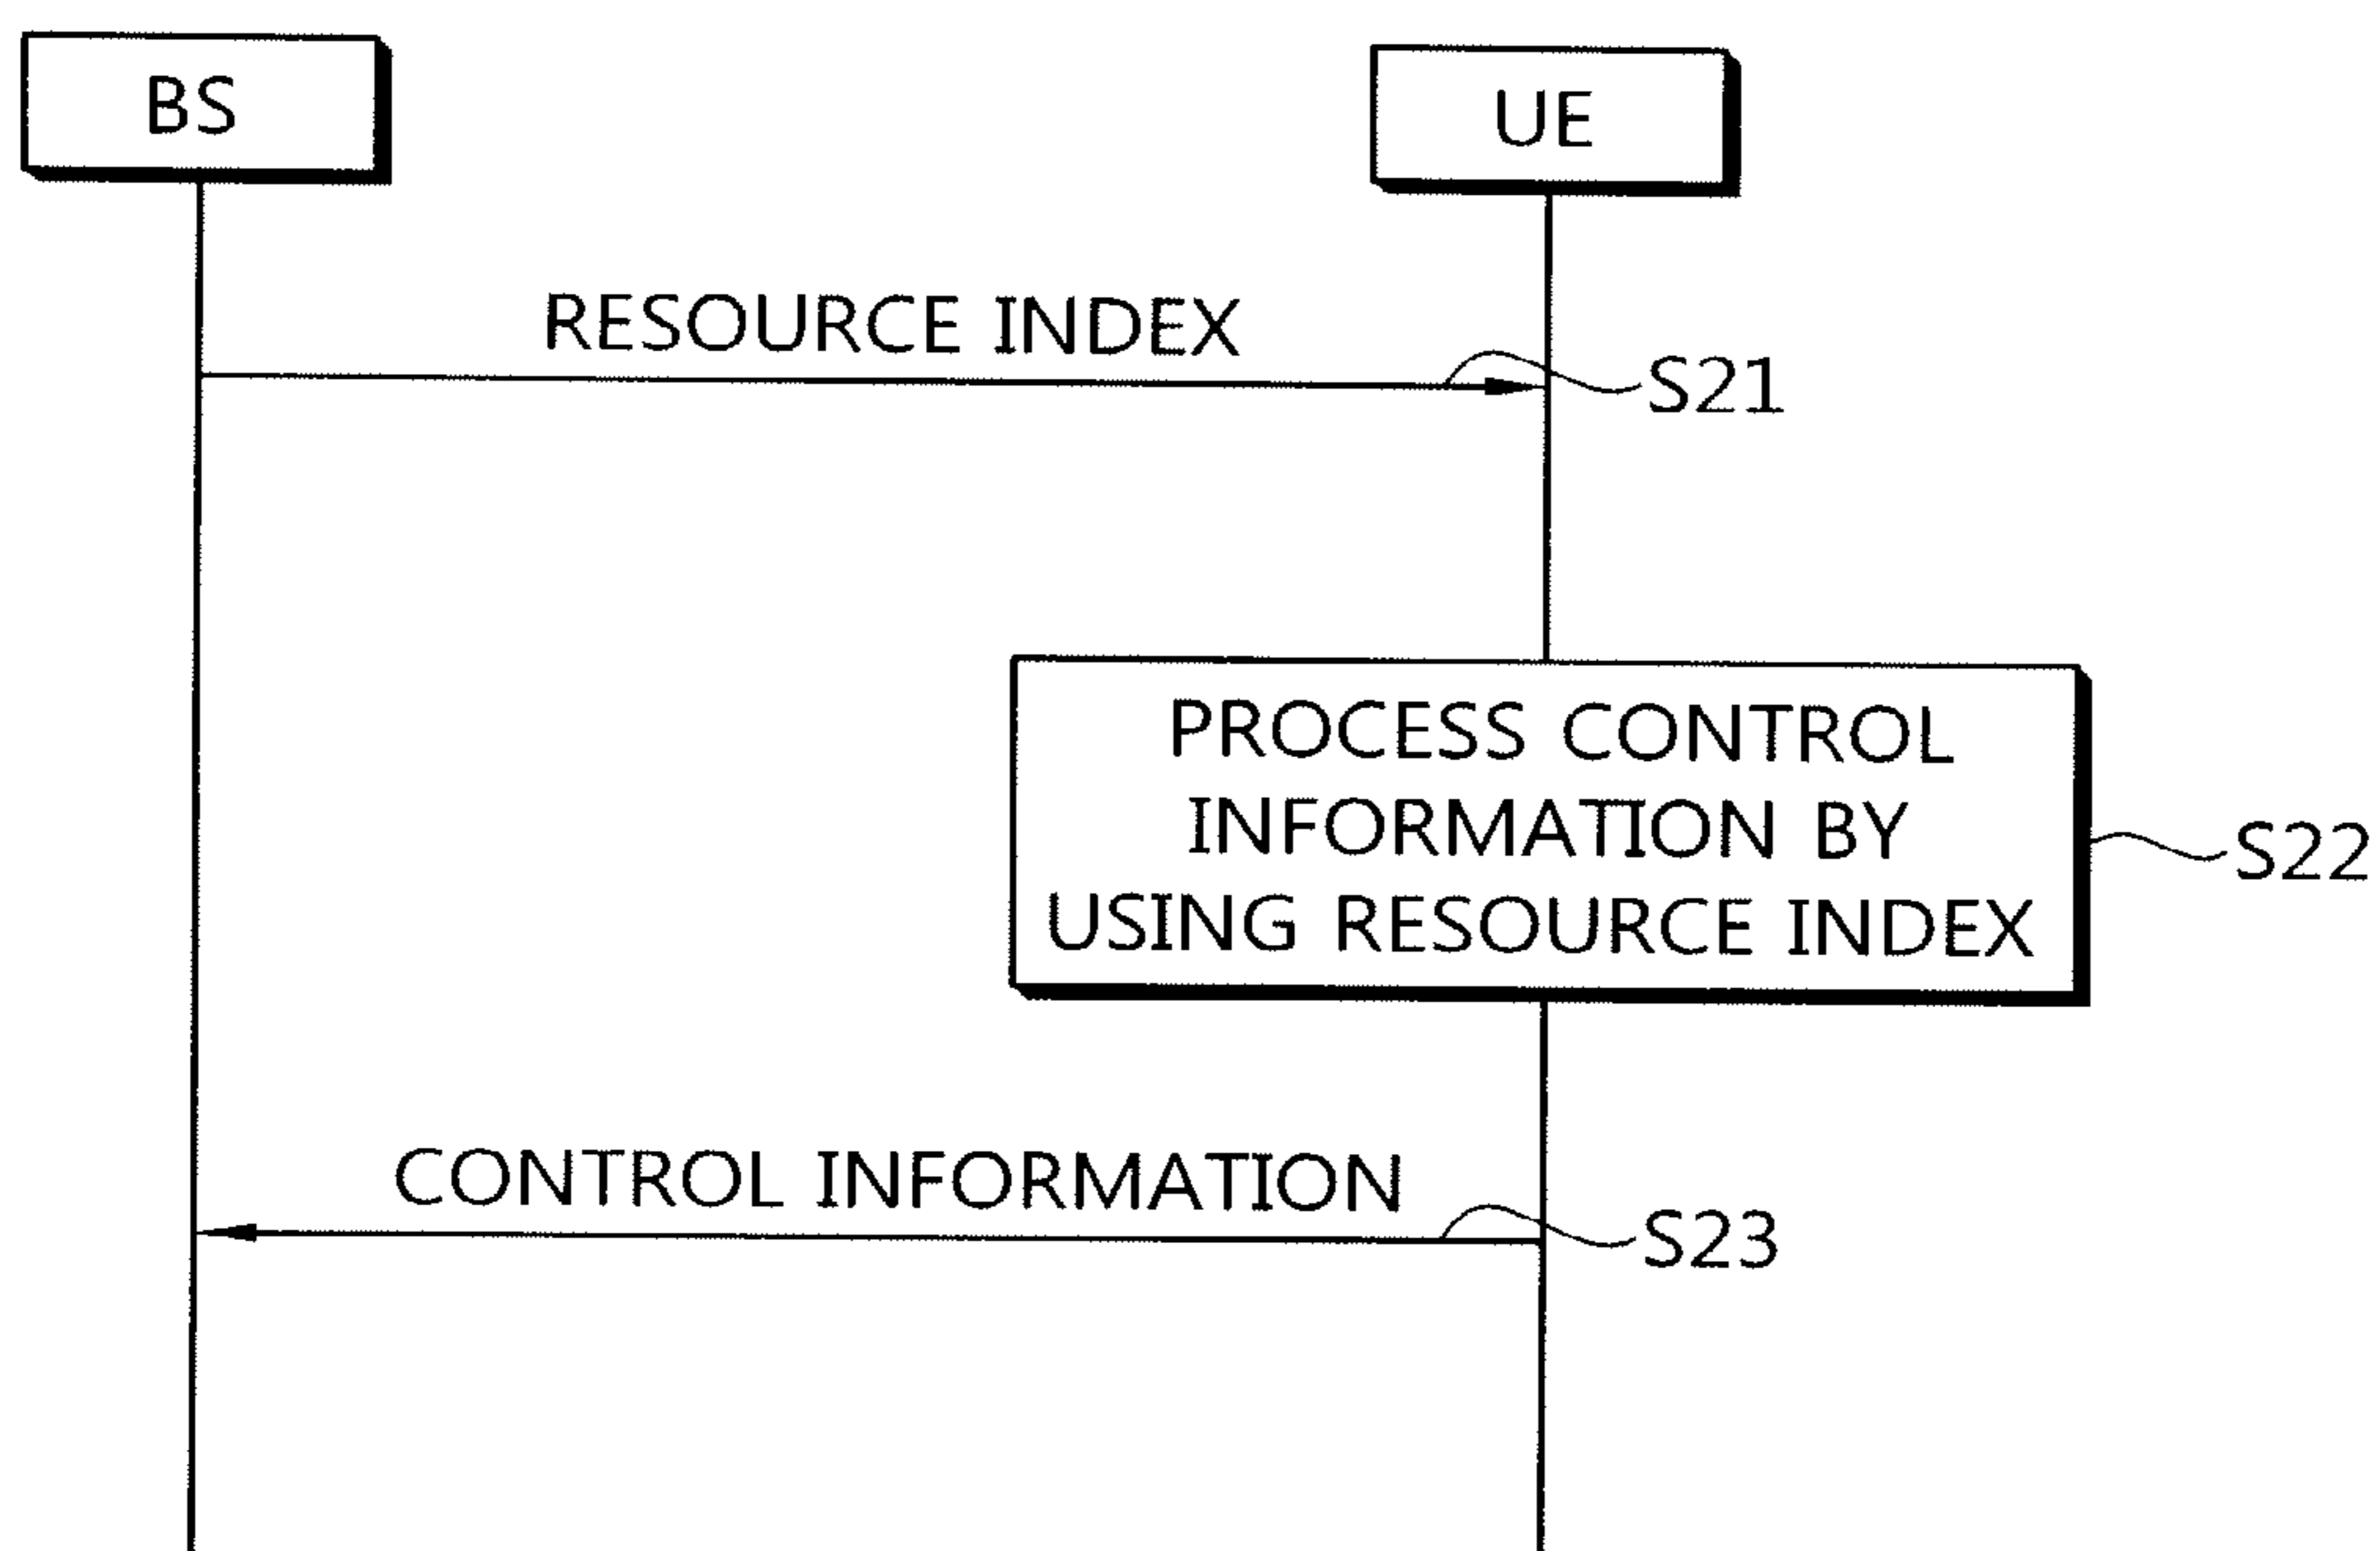 BS
UE
RESOURCE INDEX
S21
PROCESS CONTROL
INFORMATION BY
USING RESOURCE INDEX
S22
CONTROL INFORMATION
S23